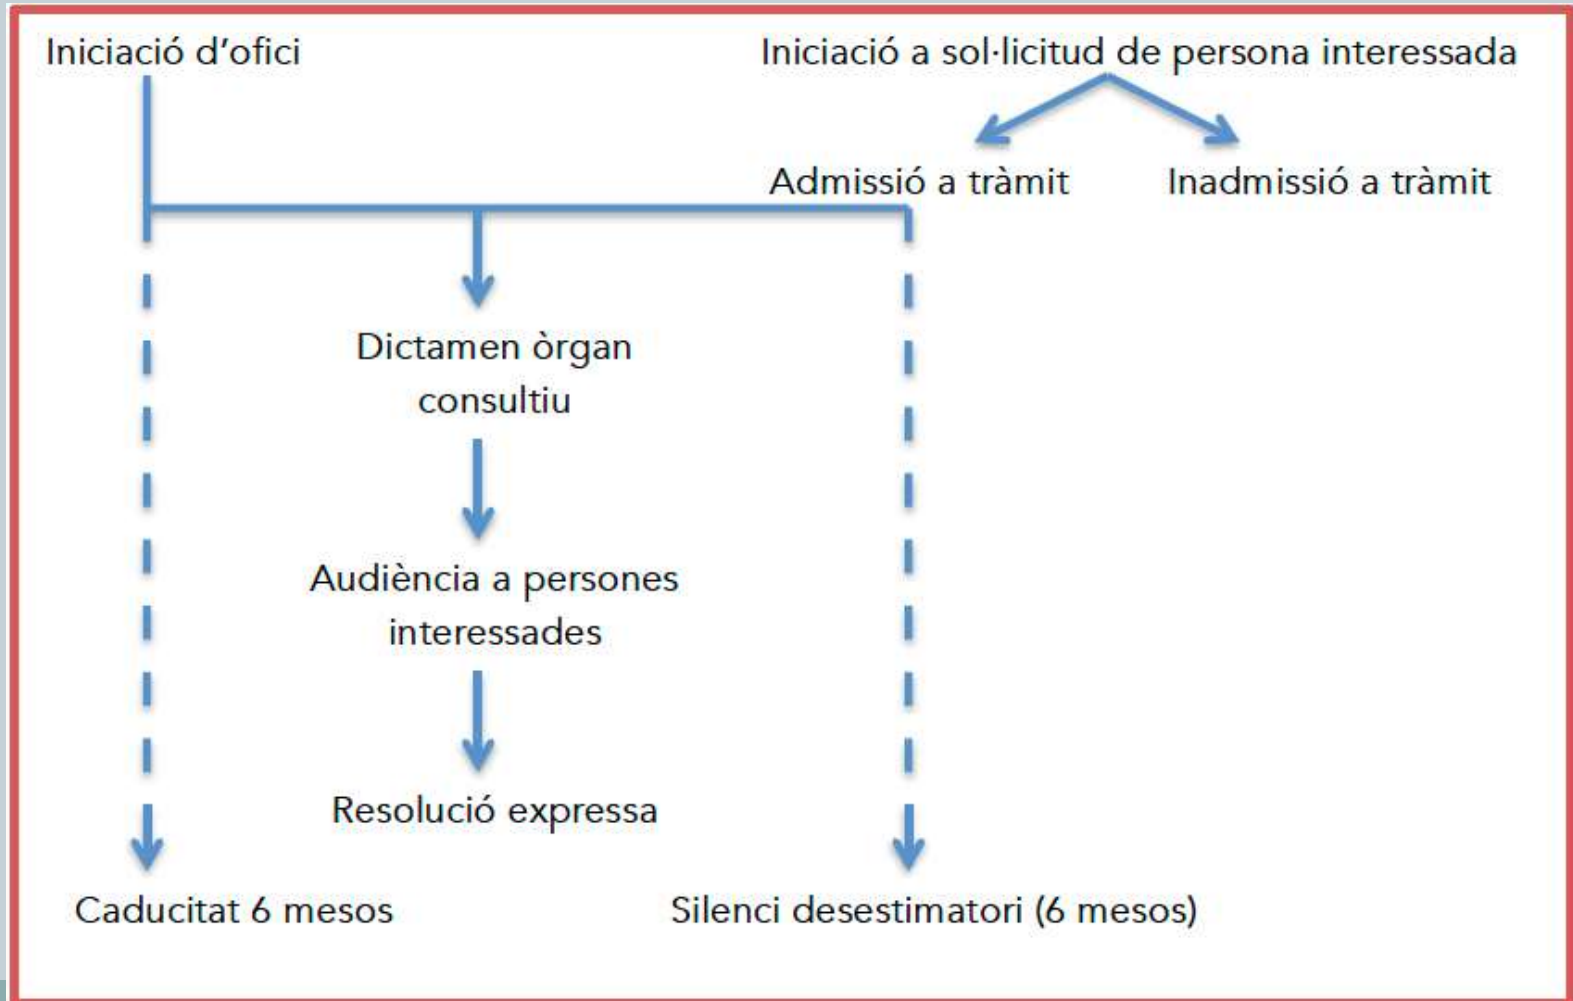 Iniciació d’ofici
Iniciació a sol·licitud de persona interessada
Admissió a tràmit
Inadmissió a tràmit
Dictamen òrgan
consultiu
Audiència a persones
interessades
Resolució expressa
Caducitat 6 mesos
Silenci desestimatori (6 mesos)